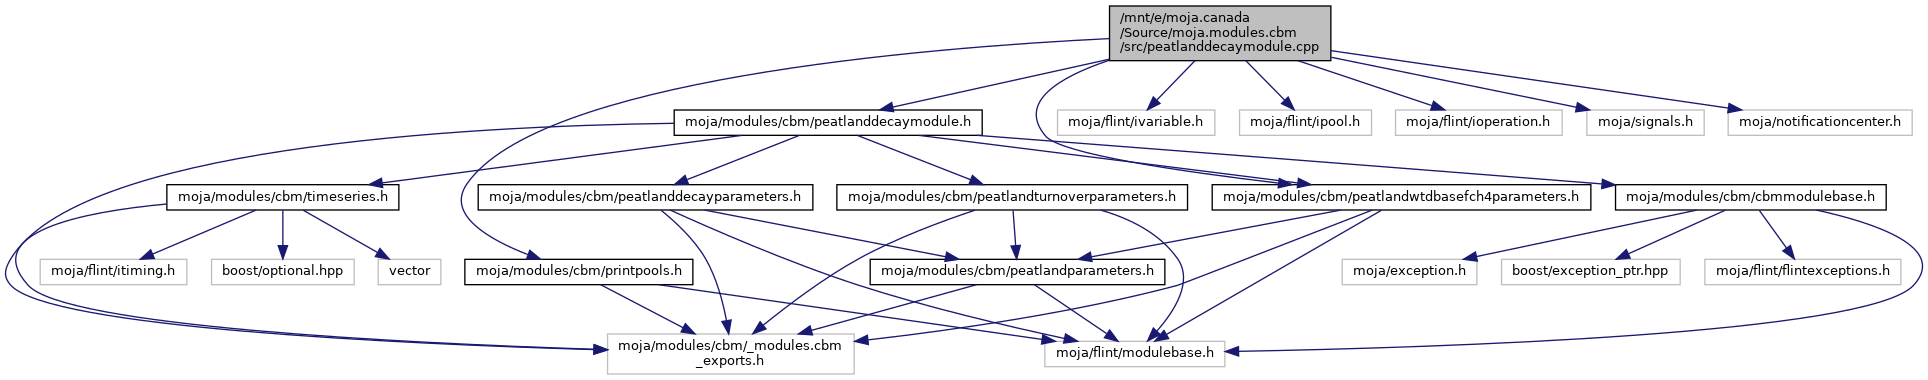 /mnt/e/moja.canada
/Source/moja.modules.cbm
/src/peatlanddecaymodule.cpp
moja/modules/cbm/peatlanddecaymodule.h
moja/flint/ivariable.h
moja/flint/ipool.h
moja/flint/ioperation.h
moja/signals.h
moja/notificationcenter.h
moja/modules/cbm/timeseries.h
moja/modules/cbm/peatlanddecayparameters.h
moja/modules/cbm/peatlandturnoverparameters.h
moja/modules/cbm/peatlandwtdbasefch4parameters.h
moja/modules/cbm/cbmmodulebase.h
moja/flint/itiming.h
boost/optional.hpp
vector
moja/modules/cbm/printpools.h
moja/modules/cbm/peatlandparameters.h
moja/exception.h
boost/exception_ptr.hpp
moja/flint/flintexceptions.h
moja/modules/cbm/_modules.cbm
_exports.h
moja/flint/modulebase.h